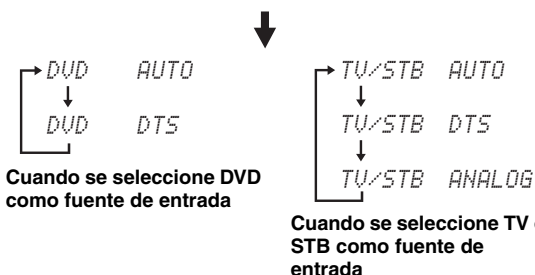 DVD AUTO
DVD DTS
Cuando se seleccione DVD
como fuente de entrada
TV/STB AUTO
TV/STB DTS
TV/STB ANALOG
Cuando se seleccione TV
STB como fuente de
entrada